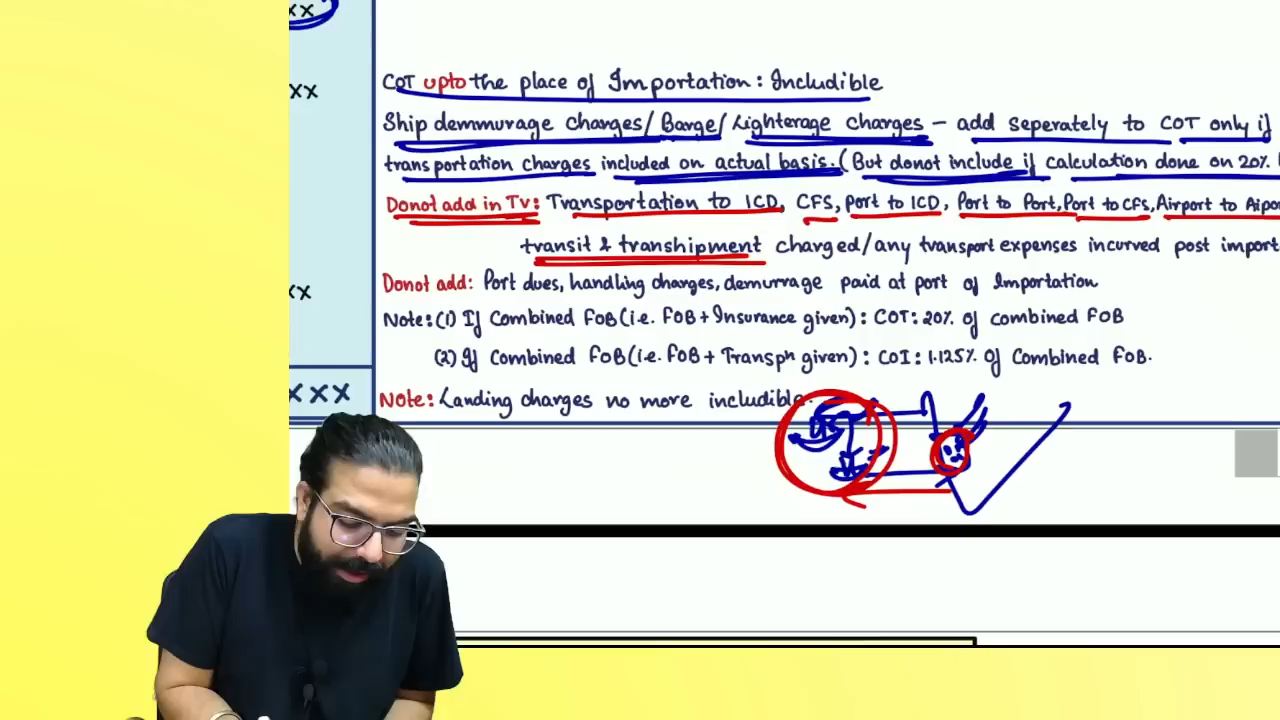 xx
COT upto the place of Importation: Includible
xx
Ship demmurage charges/Barge/Lighterage charges – add seperately to COT only if
transportation charges included on actual basis. (But donot include if calculation done on 20%
Donot add in TV: Transportation to ICD, CFS, Port to ICD, Port to Port, Port to CFS, Airport to Aipor
transit & transhipment charged/any transport expenses incurred post import
Donot add: Port dues, handling charges, demurrage paid at port of Importation
xx
Note: (1) If Combined FOB (i.e. FOB + Insurance given): COT: 20% of combined FOB
(2) If Combined FOB (i.e. FOB + Transpn given): COI: 1.125% of Combined FOB.
xxx
Note: Landing charges no more includible.